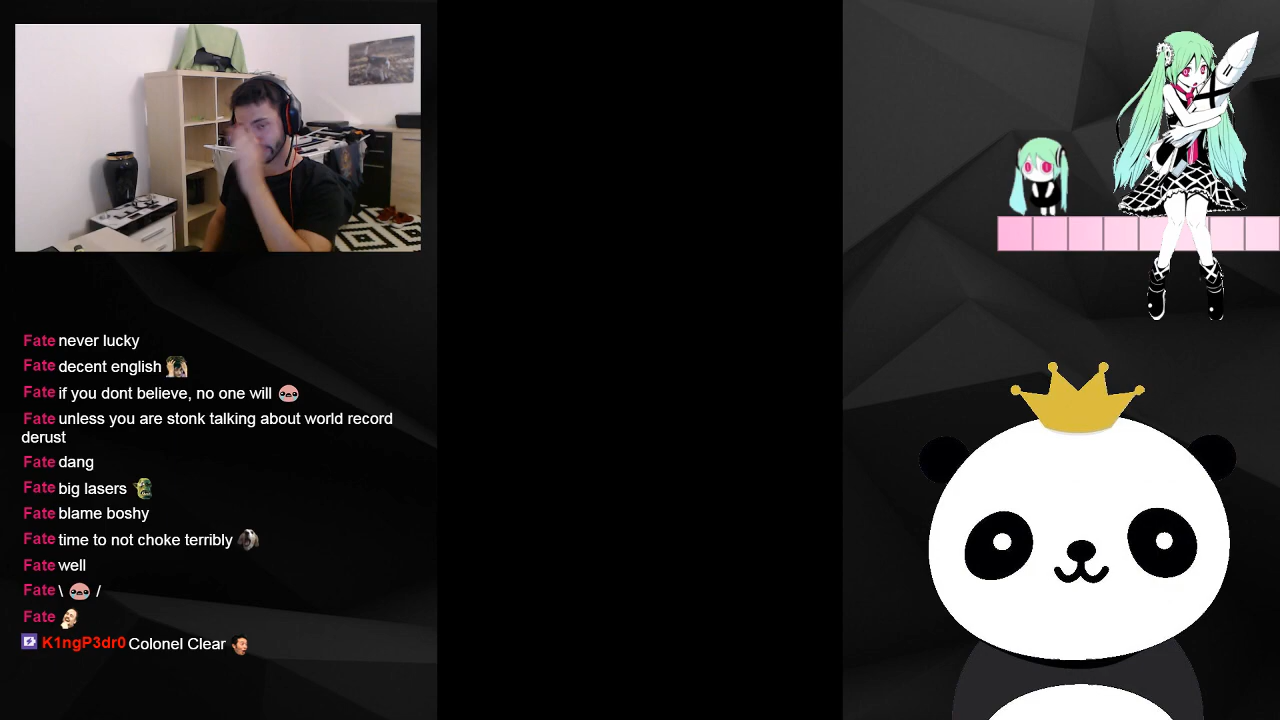 Fate never lucky
Fate decent english
Fate if you dont believe, no one will
Fate unless you are stonk talking about world record
derust
Fate dang
Fate big lasers
Fate blame boshy
Fate time to not choke terribly
Fate well
Fate \ /
Fate
K1ngP3dr0 Colonel Clear